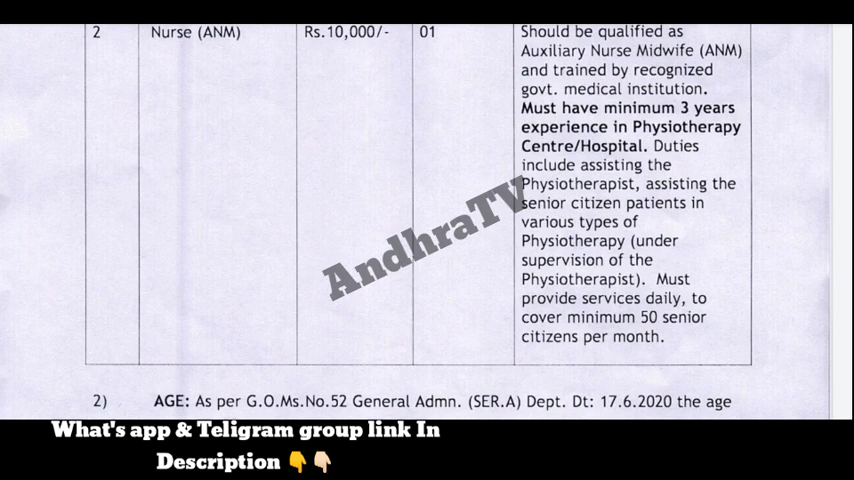 2 Nurse (ANM) Rs.10,000/- 01 Should be qualified as
Auxiliary Nurse Midwife (ANM)
and trained by recognized
govt. medical institution.
Must have minimum 3 years
experience in Physiotherapy
Centre/Hospital. Duties
include assisting the
Physiotherapist, assisting the
senior citizen patients in
various types of
Physiotherapy (under
supervision of the
Physiotherapist). Must
provide services daily, to
cover minimum 50 senior
citizens per month.
AndhraTV
2) AGE: As per G.O.Ms.No.52 General Admn. (SER.A) Dept. Dt: 17.6.2020 the age
What's app & Teligram group link In
Description 👇👇🏻